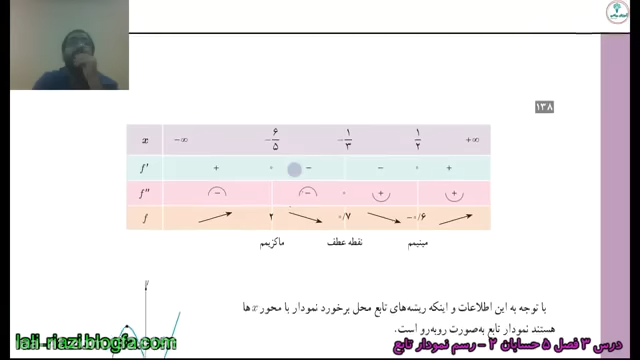 ۱۳۸
x −∞ −۶/۵ −۱/۳ ۱/۲ +∞
f′ + ۰ − − ۰ +
f″ − − ۰ + +
f ۲ ۰/۷ −۰/۶
ماکزیمم نقطه عطف مینیمم
با توجه به این اطلاعات و اینکه ریشه‌های تابع محل برخورد نمودار با محور x ها
هستند نمودار تابع به‌صورت روبه‌رو است.
y
lali-riazi.blogfa.com
درس ۳ فصل ۵ حسابان ۲ - رسم نمودار تابع